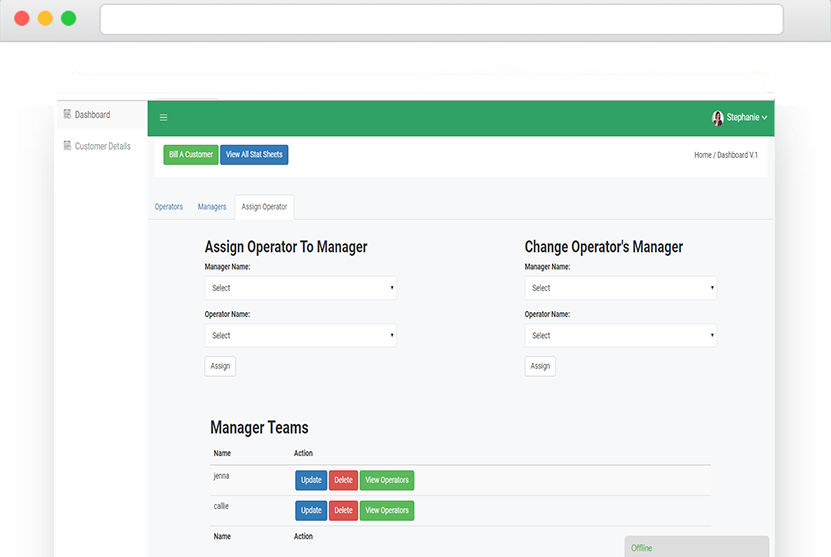 Dashboard
Stephanie
Customer Details
Bill A Customer
View All Stat Sheets
Home / Dashboard V.1
Operators
Managers
Assign Operator
Assign Operator To Manager
Manager Name:
Select
Operator Name:
Select
Assign
Change Operator's Manager
Manager Name:
Select
Operator Name:
Select
Assign
Manager Teams
Name Action
jenna Update Delete View Operators
callie Update Delete View Operators
Name Action
Offline